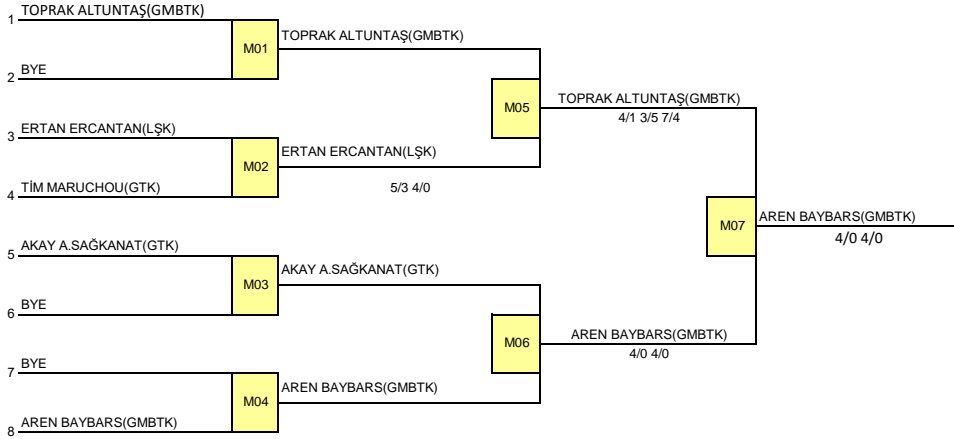 1 TOPRAK ALTUNTAŞ(GMBTK)
M01
TOPRAK ALTUNTAŞ(GMBTK)
2 BYE
M05
TOPRAK ALTUNTAŞ(GMBTK)
4/1 3/5 7/4
3 ERTAN ERCANTAN(LŞK)
M02
ERTAN ERCANTAN(LŞK)
5/3 4/0
4 TİM MARUCHOU(GTK)
M07
AREN BAYBARS(GMBTK)
4/0 4/0
5 AKAY A.SAĞKANAT(GTK)
M03
AKAY A.SAĞKANAT(GTK)
6 BYE
M06
AREN BAYBARS(GMBTK)
4/0 4/0
7 BYE
M04
AREN BAYBARS(GMBTK)
8 AREN BAYBARS(GMBTK)